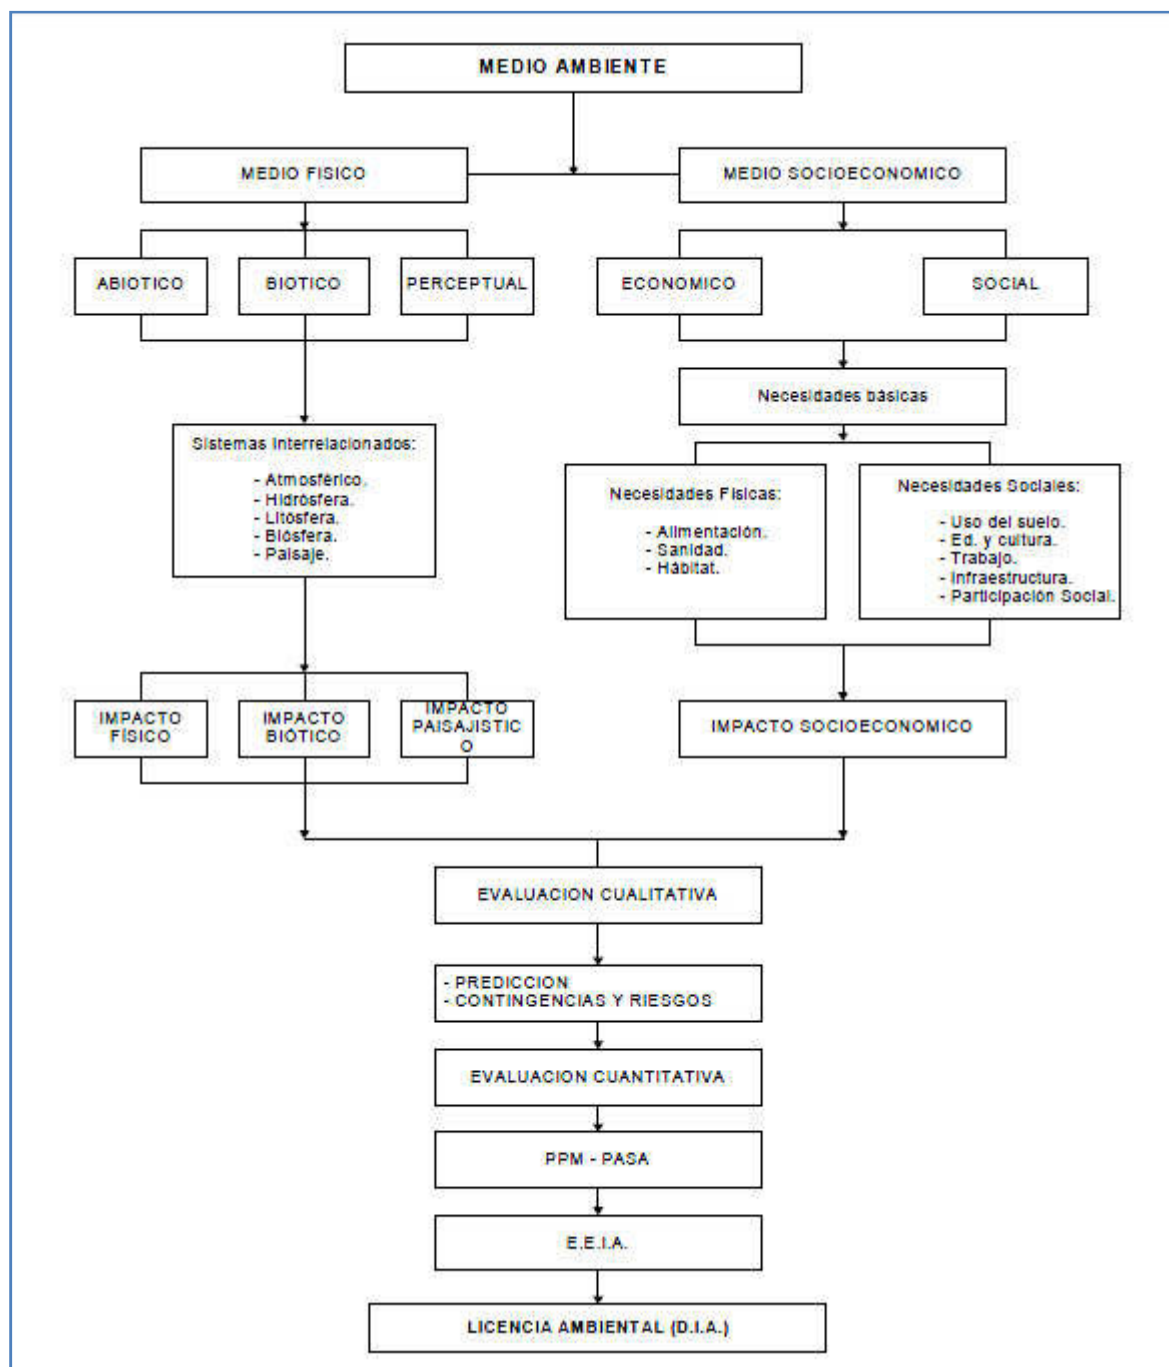 MEDIO AMBIENTE
MEDIO FISICO
MEDIO SOCIOECONOMICO
ABIOTICO
BIOTICO
PERCEPTUAL
ECONOMICO
SOCIAL
Necesidades básicas
Sistemas Interrelacionados:
- Atmosférico.
- Hidrósfera.
- Litósfera.
- Biósfera.
- Paisaje.
Necesidades Físicas:
- Alimentación.
- Sanidad.
- Hábitat.
Necesidades Sociales:
- Uso del suelo.
- Ed. y cultura.
- Trabajo.
- Infraestructura.
- Participación Social.
IMPACTO
FÍSICO
IMPACTO
BIÓTICO
IMPACTO
PAISAJISTIC
O
IMPACTO SOCIOECONOMICO
EVALUACION CUALITATIVA
- PREDICCION
- CONTINGENCIAS Y RIESGOS
EVALUACION CUANTITATIVA
PPM - PASA
E.E.I.A.
LICENCIA AMBIENTAL (D.I.A.)